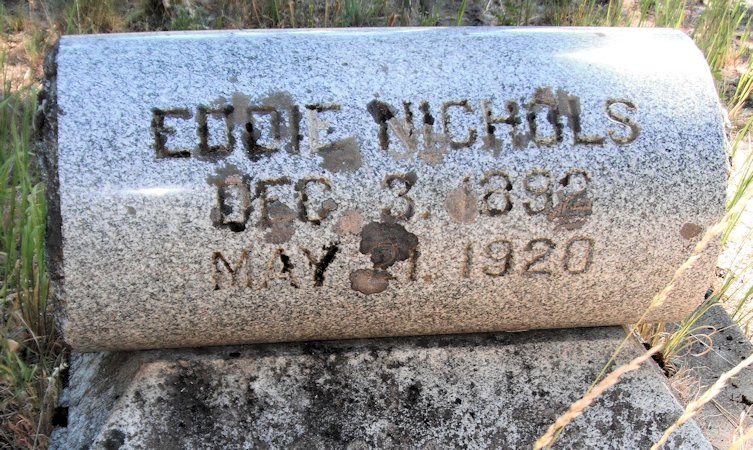 EDDIE NICHOLS
DEC. 3. 1892
MAY 1920